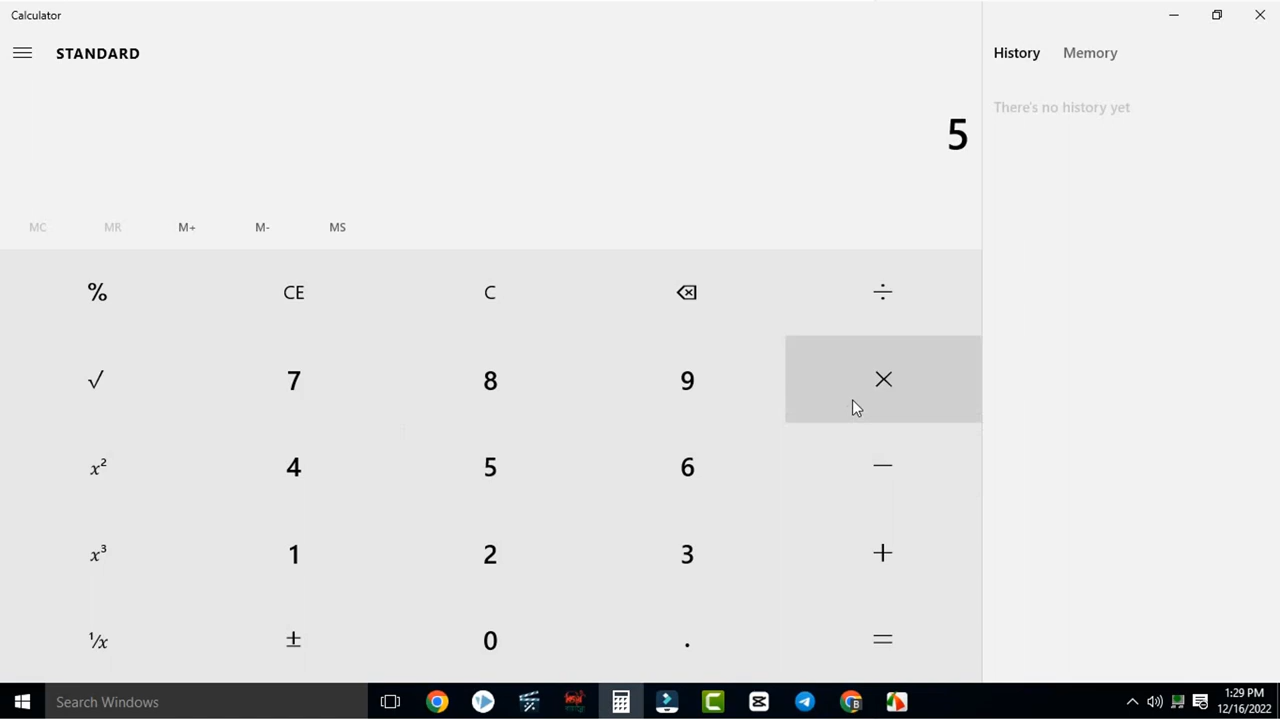 Calculator
STANDARD
History Memory
There's no history yet
5
MC MR M+ M- MS
% CE C ÷
√ 7 8 9 ×
x² 4 5 6 −
x³ 1 2 3 +
¹/x ± 0 . =
Search Windows
1:29 PM
12/16/2022